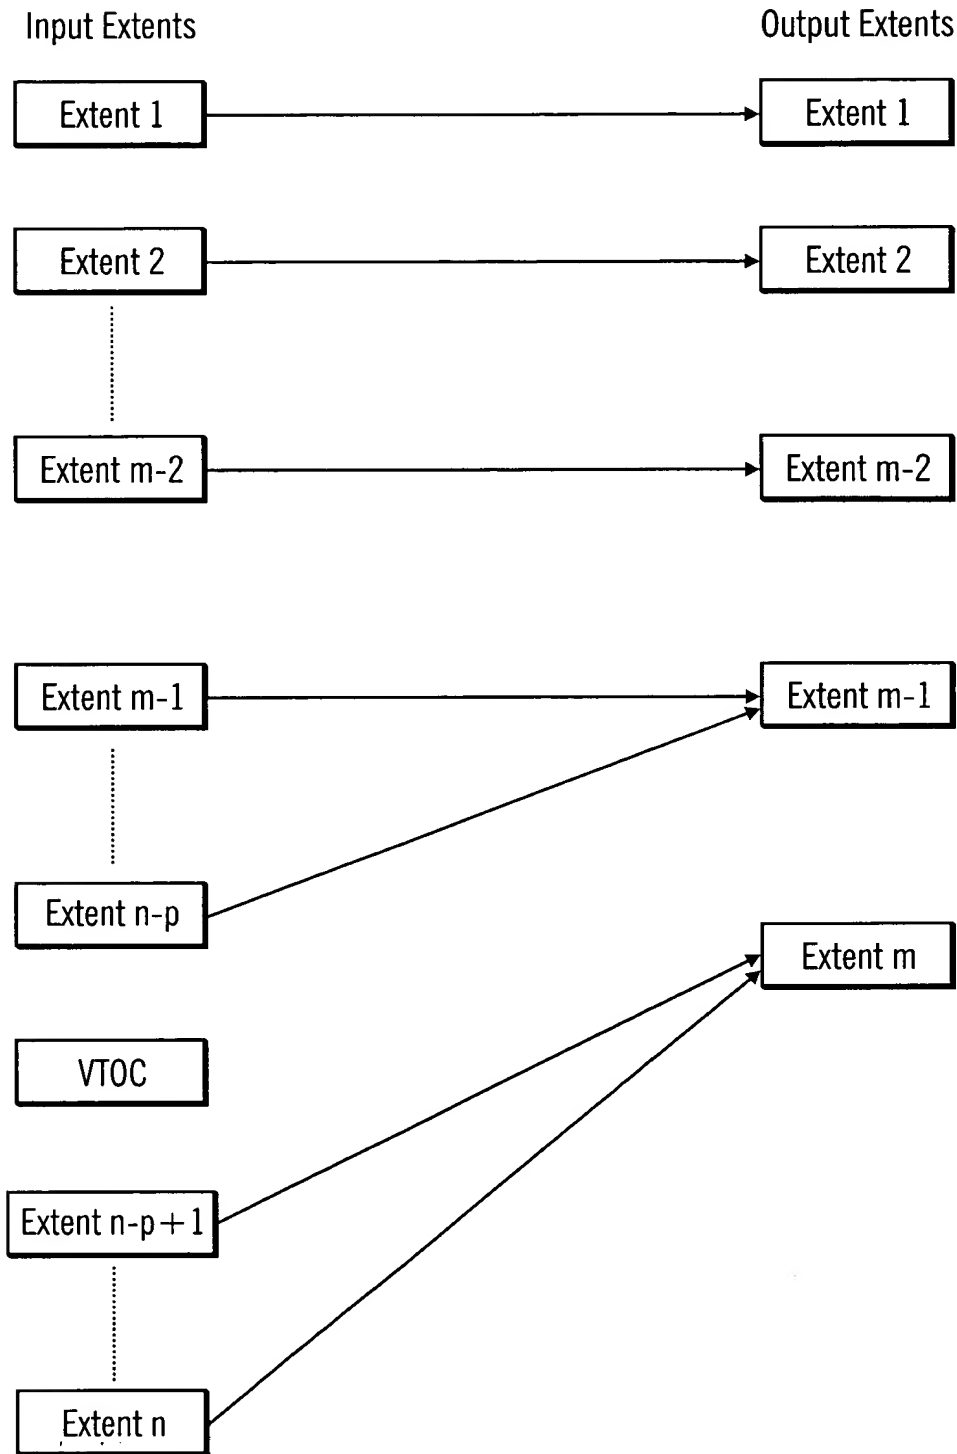 Input Extents
Output Extents
Extent 1
Extent 1
Extent 2
Extent 2
Extent m-2
Extent m-2
Extent m-1
Extent m-1
Extent n-p
Extent m
VTOC
Extent n-p+1
Extent n